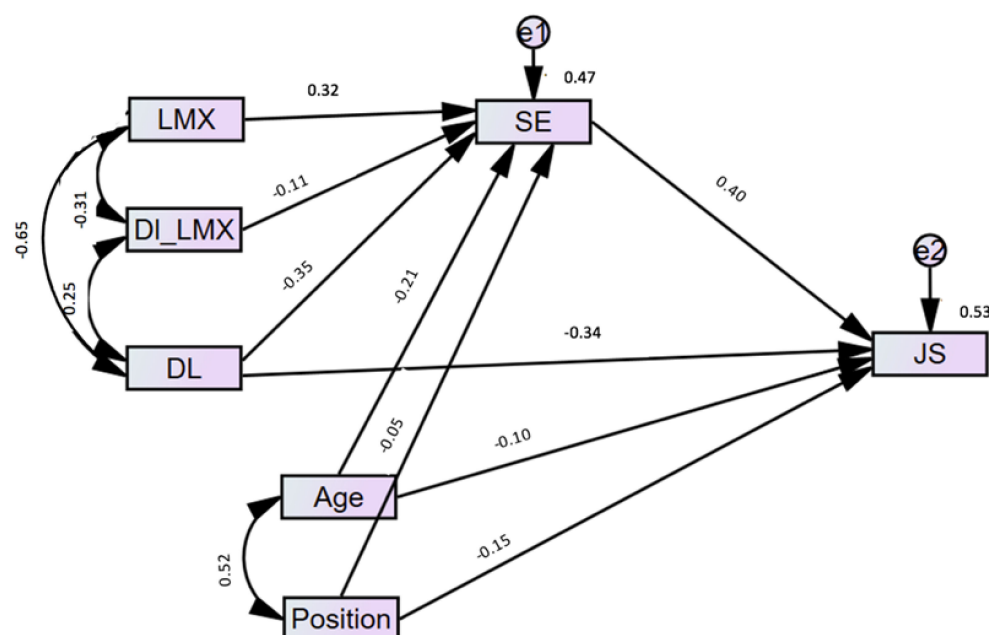 e1
0.47
LMX
0.32
SE
-0.31
-0.11
DI_LMX
-0.65
0.40
0.25
-0.35
-0.21
e2
0.53
-0.34
DL
JS
-0.05
-0.10
Age
0.52
-0.15
Position